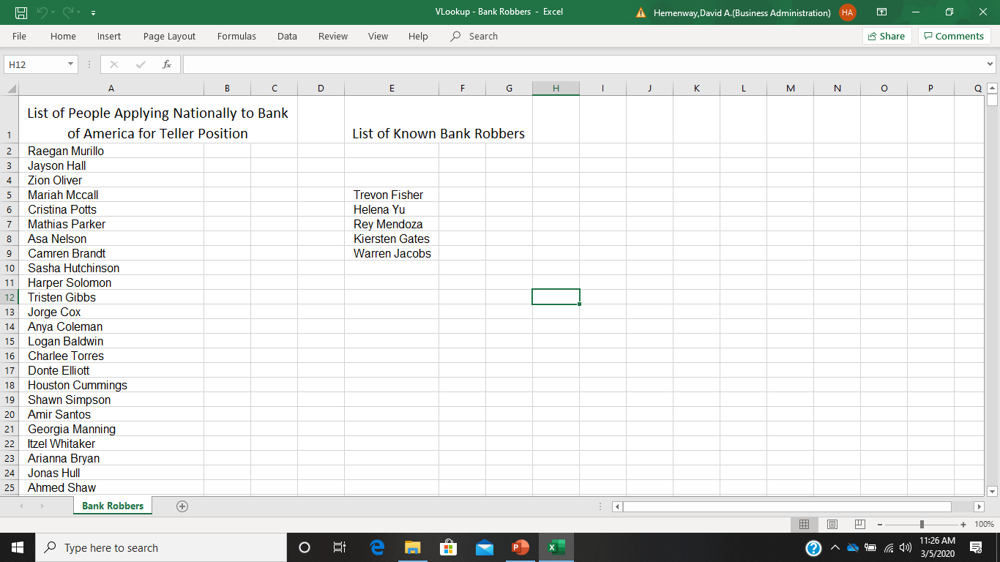 VLookup - Bank Robbers - Excel
Hemenway,David A.(Business Administration)
HA
File Home Insert Page Layout Formulas Data Review View Help Search
Share Comments
H12
fx
A B C D E F G H I J K L M N O P Q
List of People Applying Nationally to Bank
1 of America for Teller Position List of Known Bank Robbers
2 Raegan Murillo
3 Jayson Hall
4 Zion Oliver
5 Mariah Mccall Trevon Fisher
6 Cristina Potts Helena Yu
7 Mathias Parker Rey Mendoza
8 Asa Nelson Kiersten Gates
9 Camren Brandt Warren Jacobs
10 Sasha Hutchinson
11 Harper Solomon
12 Tristen Gibbs
13 Jorge Cox
14 Anya Coleman
15 Logan Baldwin
16 Charlee Torres
17 Donte Elliott
18 Houston Cummings
19 Shawn Simpson
20 Amir Santos
21 Georgia Manning
22 Itzel Whitaker
23 Arianna Bryan
24 Jonas Hull
25 Ahmed Shaw
Bank Robbers
100%
Type here to search
11:26 AM
3/5/2020